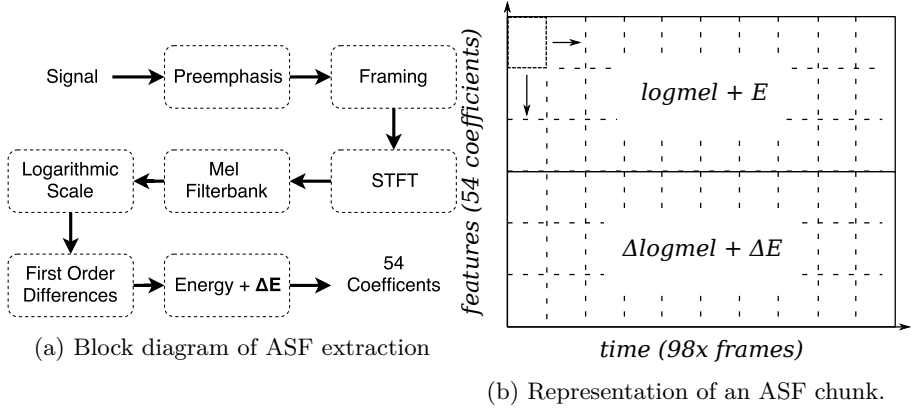 Signal
Preemphasis
Framing
Logarithmic
Scale
Mel
Filterbank
STFT
First Order
Differences
Energy + ΔE
54
Coefficents
(a) Block diagram of ASF extraction
features (54 coefficients)
logmel + E
Δlogmel + ΔE
time (98x frames)
(b) Representation of an ASF chunk.